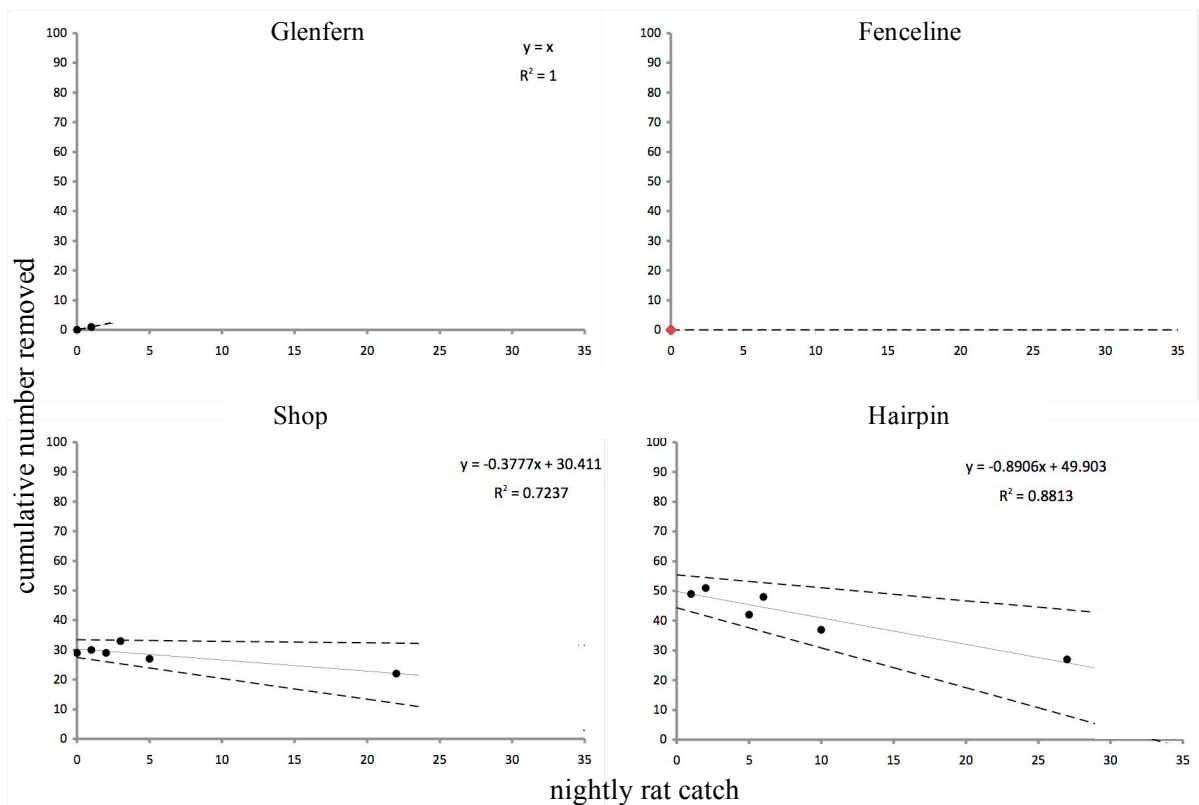 Glenfern
y = x
R² = 1
100
90
80
70
60
50
40
30
20
10
0
0 5 10 15 20 25 30 35
Fenceline
100
90
80
70
60
50
40
30
20
10
0
0 5 10 15 20 25 30 35
cumulative number removed
Shop
y = -0.3777x + 30.411
R² = 0.7237
100
90
80
70
60
50
40
30
20
10
0
0 5 10 15 20 25 30 35
Hairpin
y = -0.8906x + 49.903
R² = 0.8813
100
90
80
70
60
50
40
30
20
10
0
0 5 10 15 20 25 30 35
nightly rat catch